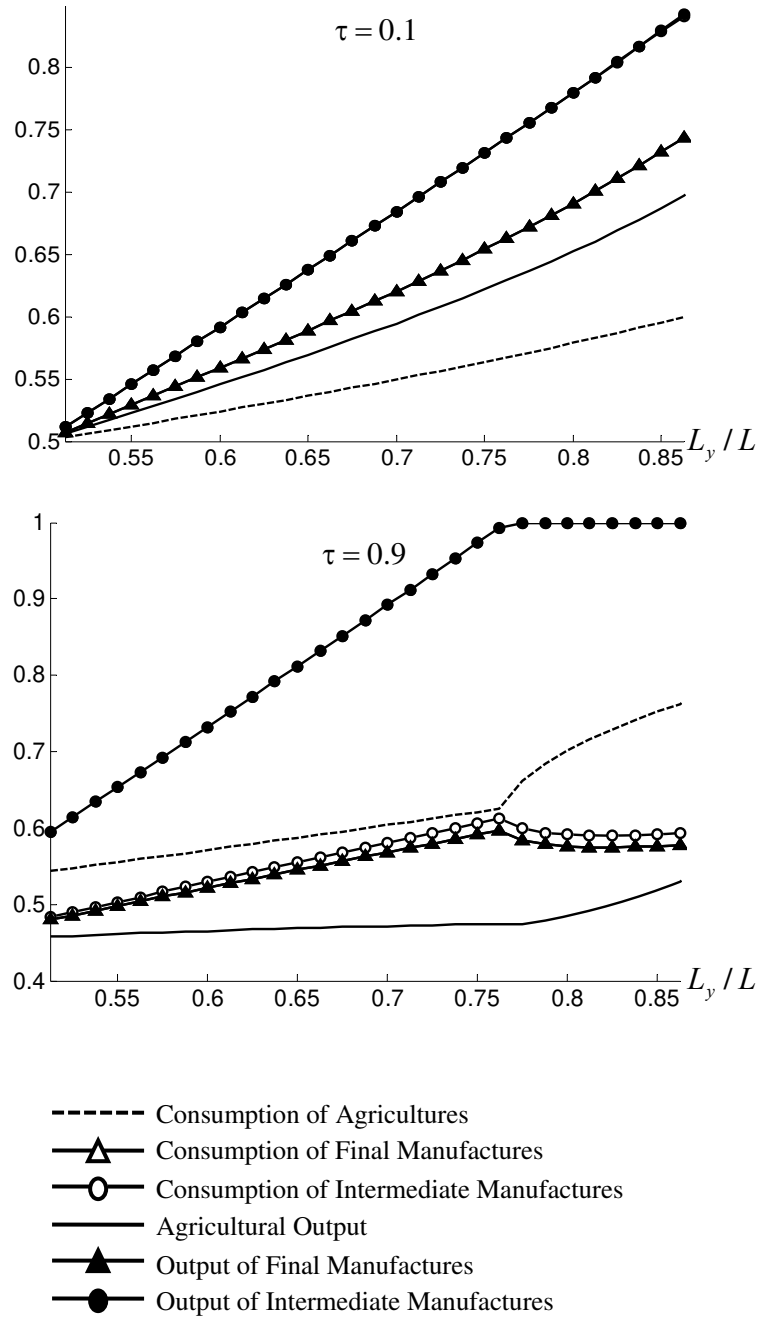 τ = 0.1
0.8
0.75
0.7
0.65
0.6
0.55
0.5
0.55 0.6 0.65 0.7 0.75 0.8 0.85
L_y / L
τ = 0.9
1
0.9
0.8
0.7
0.6
0.5
0.4
0.55 0.6 0.65 0.7 0.75 0.8 0.85
L_y / L
Consumption of Agricultures
Consumption of Final Manufactures
Consumption of Intermediate Manufactures
Agricultural Output
Output of Final Manufactures
Output of Intermediate Manufactures